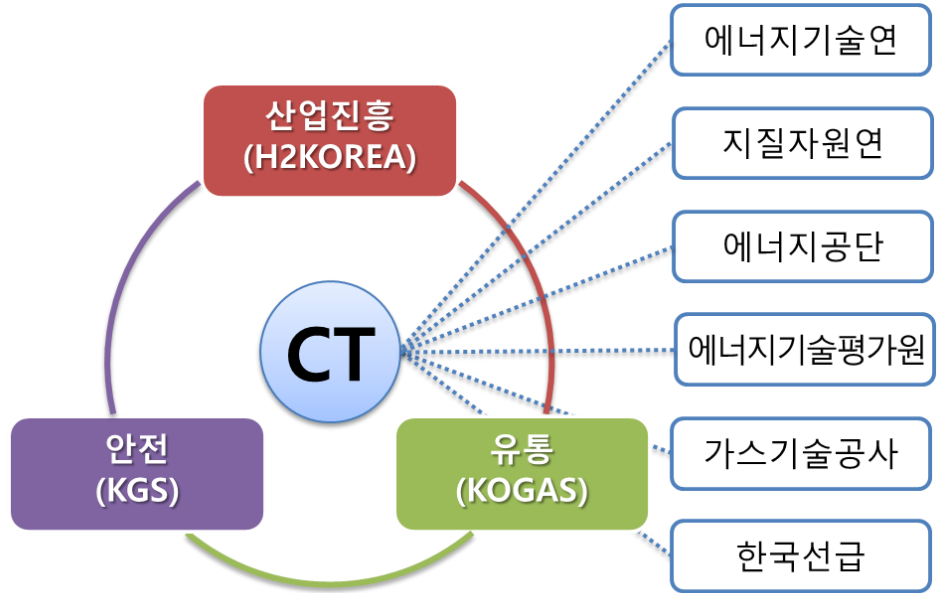 산업진흥
(H2KOREA)
CT
안전
(KGS)
유통
(KOGAS)
에너지기술연
지질자원연
에너지공단
에너지기술평가원
가스기술공사
한국선급